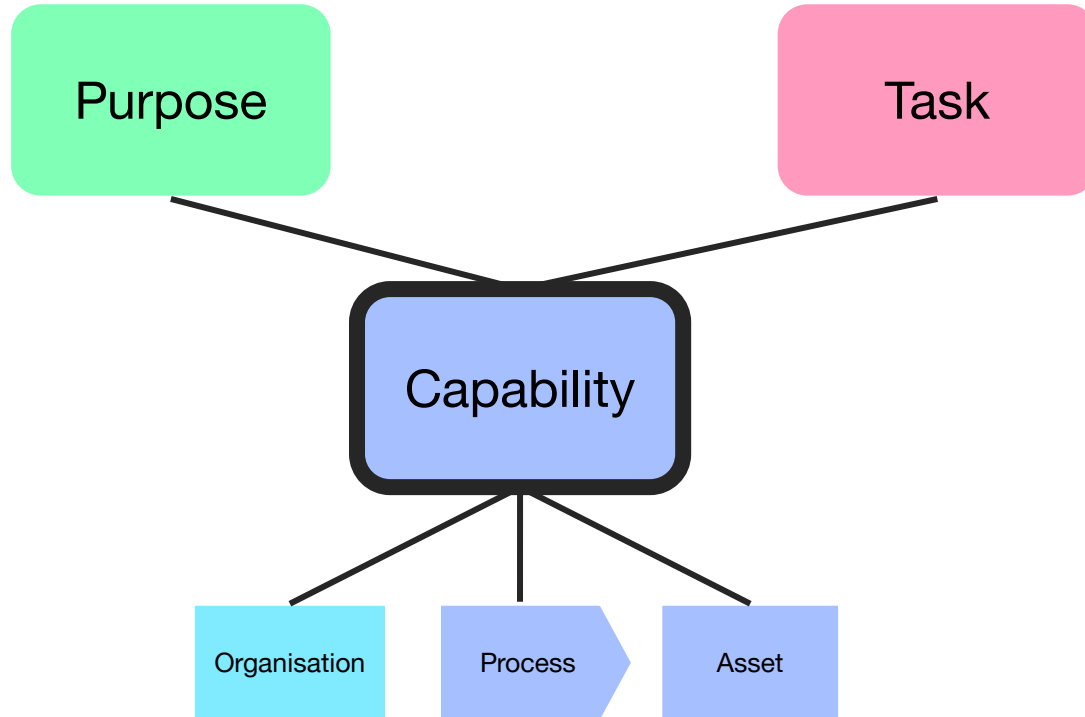 Purpose
Task
Capability
Organisation
Process
Asset